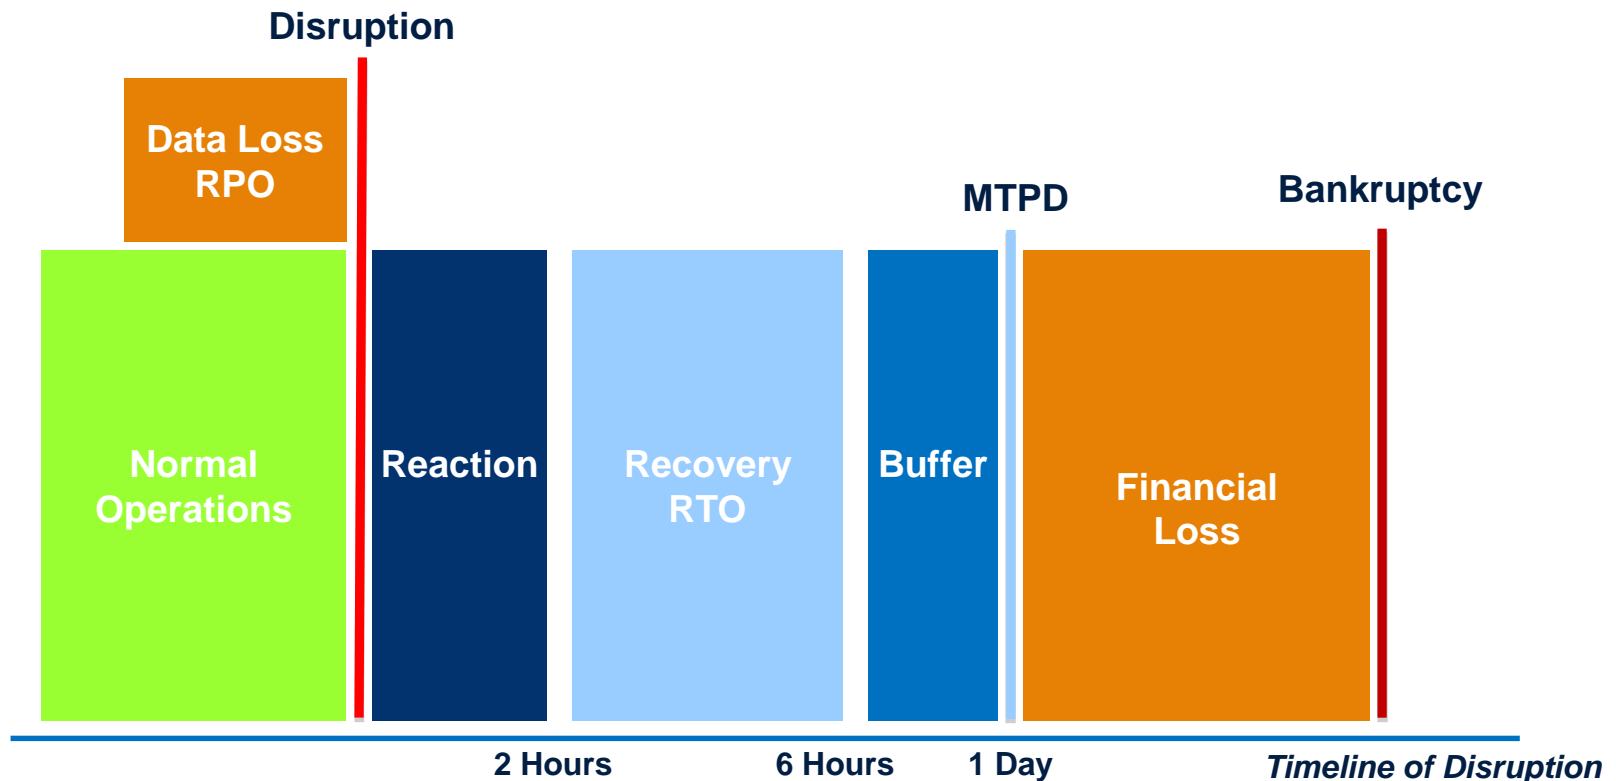 Disruption
Data Loss
RPO
MTPD
Bankruptcy
Normal
Operations
Reaction
Recovery
RTO
Buffer
Financial
Loss
2 Hours
6 Hours
1 Day
Timeline of Disruption